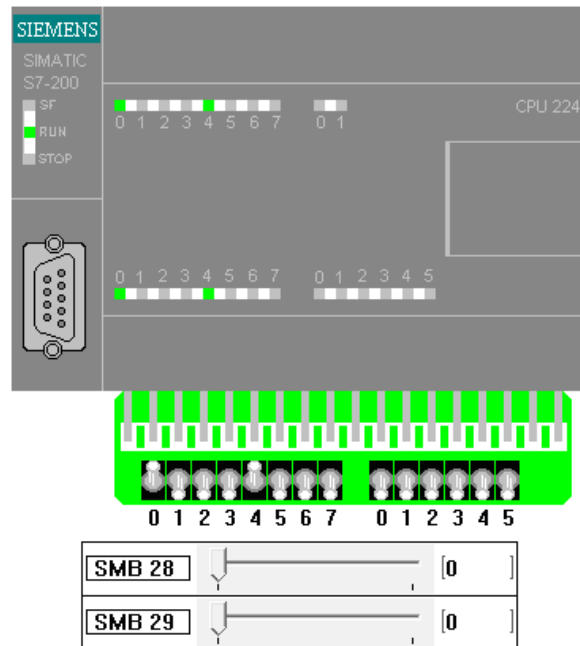 SIEMENS
SIMATIC
S7-200
SF
RUN
STOP
CPU 224
0 1 2 3 4 5 6 7 0 1
0 1 2 3 4 5 6 7 0 1 2 3 4 5
0 1 2 3 4 5 6 7 0 1 2 3 4 5
SMB 28 [0 ]
SMB 29 [0 ]